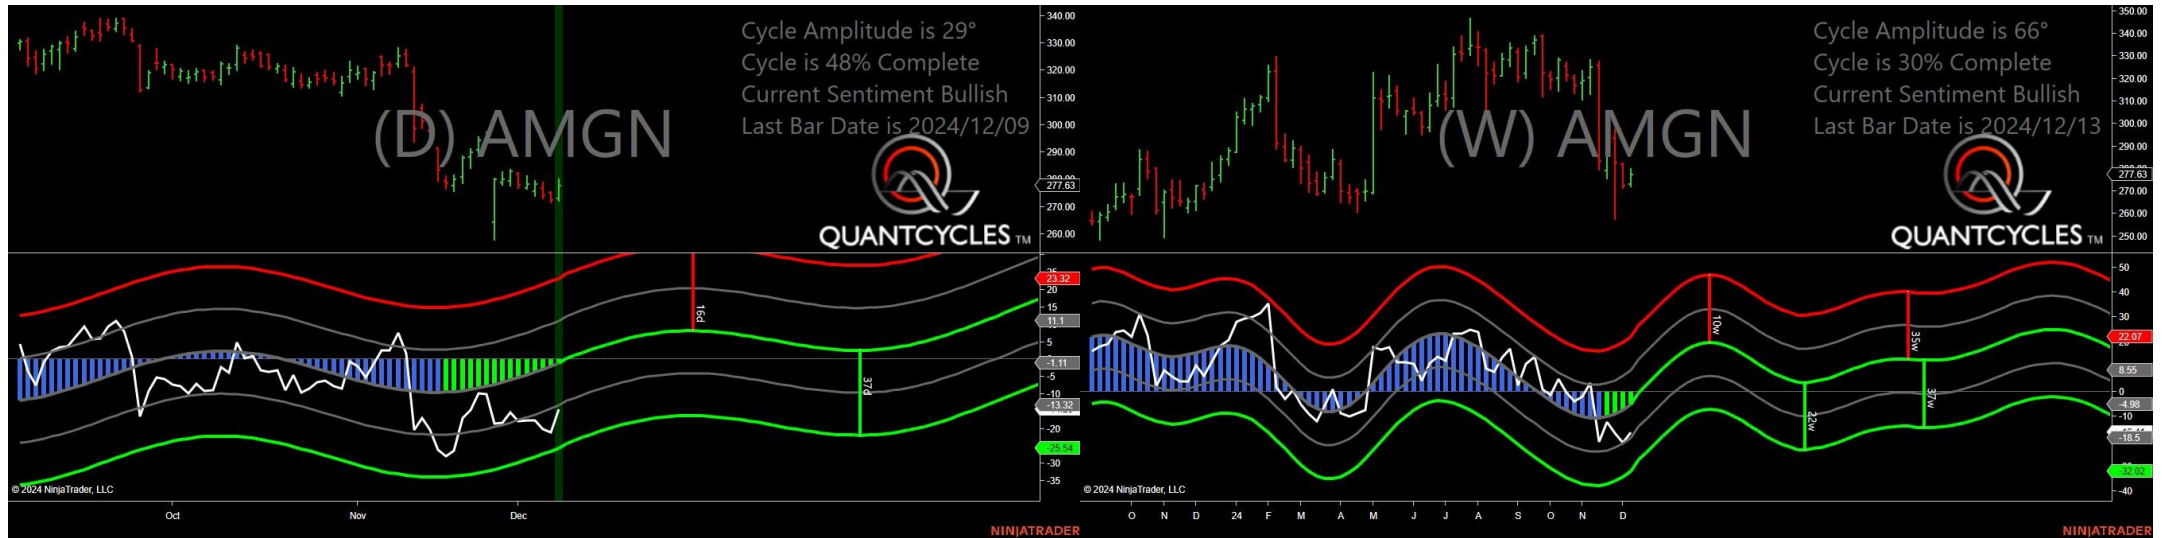 Cycle Amplitude is 29°
Cycle is 48% Complete
Current Sentiment Bullish
Last Bar Date is 2024/12/09
(D) AMGN
QUANTCYCLES TM
340.00
330.00
320.00
310.00
300.00
290.00
280.00
277.63
270.00
260.00
23.32
20
15
11.1
5
-1.11
-5
-10
-13.32
-20
-25.54
-30
-35
16d
37d
© 2024 NinjaTrader, LLC
Oct
Nov
Dec
NINJATRADER
Cycle Amplitude is 66°
Cycle is 30% Complete
Current Sentiment Bullish
Last Bar Date is 2024/12/13
(W) AMGN
QUANTCYCLES TM
350.00
340.00
330.00
320.00
310.00
300.00
290.00
277.63
270.00
260.00
250.00
50
40
30
22.07
20
8.55
0
-4.98
-10
-18.5
-32.02
-40
10w
22w
35w
37w
© 2024 NinjaTrader, LLC
O N D 24 F M A M J J A S O N D
NINJATRADER